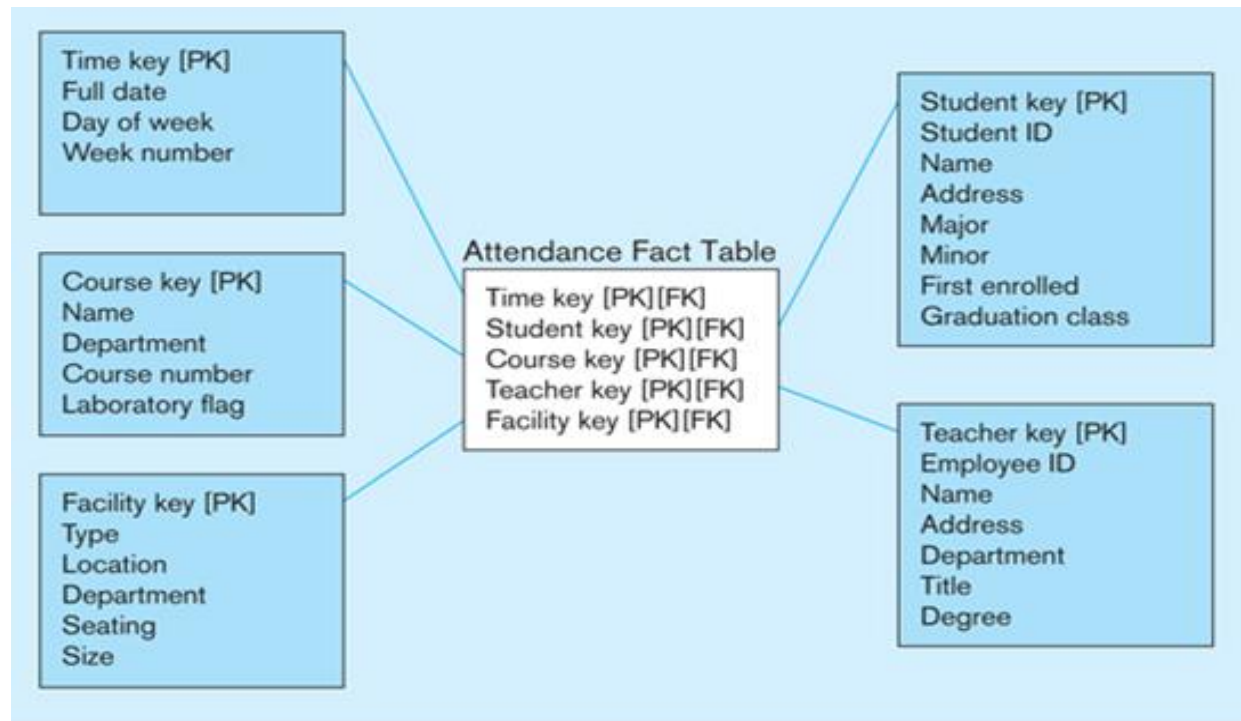 Time key [PK]
Full date
Day of week
Week number
Course key [PK]
Name
Department
Course number
Laboratory flag
Facility key [PK]
Type
Location
Department
Seating
Size
Attendance Fact Table
Time key [PK][FK]
Student key [PK][FK]
Course key [PK][FK]
Teacher key [PK][FK]
Facility key [PK][FK]
Student key [PK]
Student ID
Name
Address
Major
Minor
First enrolled
Graduation class
Teacher key [PK]
Employee ID
Name
Address
Department
Title
Degree